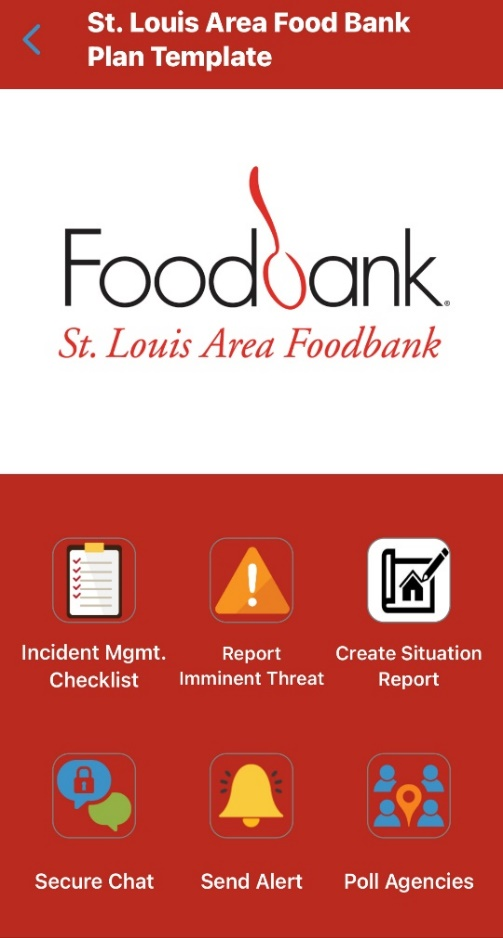 St. Louis Area Food Bank
Plan Template
Foodbank®
St. Louis Area Foodbank
Incident Mgmt.
Checklist
Report
Imminent Threat
Create Situation
Report
Secure Chat
Send Alert
Poll Agencies